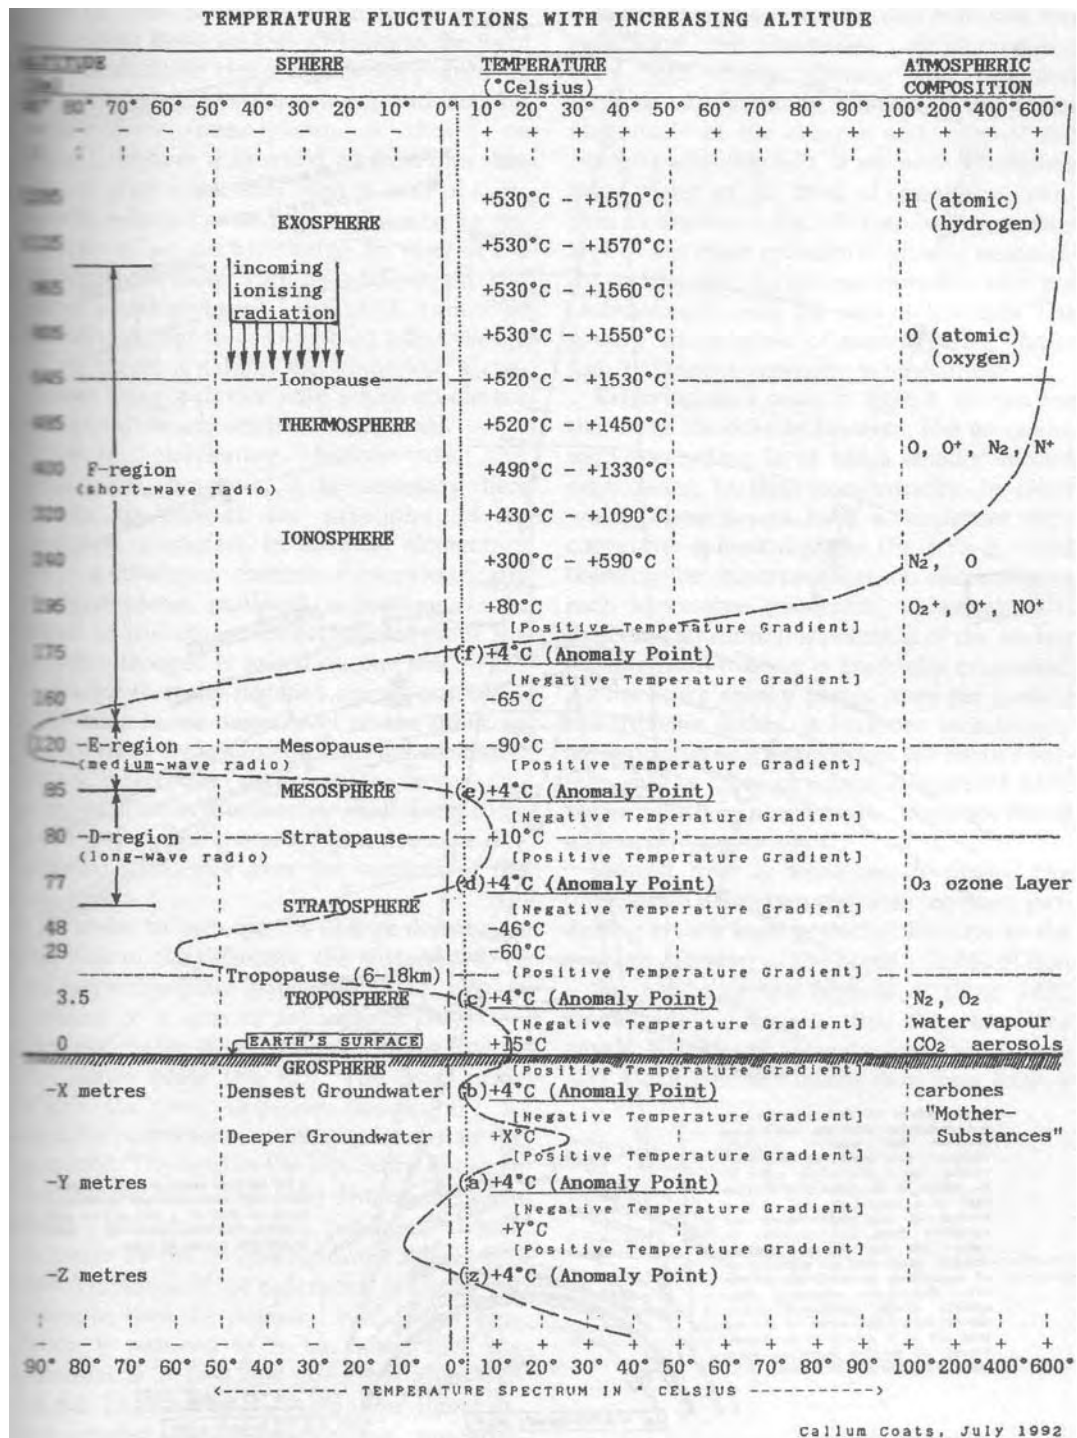 TEMPERATURE FLUCTUATIONS WITH INCREASING ALTITUDE
SPHERE TEMPERATURE ATMOSPHERIC
(°Celsius) COMPOSITION
80° 70° 60° 50° 40° 30° 20° 10° 0° 10° 20° 30° 40° 50° 60° 70° 80° 90° 100° 200° 400° 600°
- - - - - - - - + + + + + + + + + + + + +
+530°C - +1570°C H (atomic)
EXOSPHERE (hydrogen)
+530°C - +1570°C
incoming
ionising +530°C - +1560°C
radiation
+530°C - +1550°C O (atomic)
(oxygen)
Ionopause +520°C - +1530°C
THERMOSPHERE +520°C - +1450°C
O, O⁺, N₂, N⁺
400 F-region +490°C - +1330°C
(short-wave radio)
320 +430°C - +1090°C
IONOSPHERE
240 +300°C - +590°C N₂, O
195 +80°C O₂⁺, O⁺, NO⁺
[Positive Temperature Gradient]
175 (f)+4°C (Anomaly Point)
[Negative Temperature Gradient]
160 -65°C
120 -E-region Mesopause -90°C
(medium-wave radio) [Positive Temperature Gradient]
85 MESOSPHERE (e)+4°C (Anomaly Point)
[Negative Temperature Gradient]
80 -D-region Stratopause +10°C
(long-wave radio) [Positive Temperature Gradient]
77 (d)+4°C (Anomaly Point) O₃ ozone Layer
STRATOSPHERE [Negative Temperature Gradient]
48 -46°C
29 -60°C
Tropopause (6-18km) [Positive Temperature Gradient]
3.5 TROPOSPHERE (c)+4°C (Anomaly Point) N₂, O₂
[Negative Temperature Gradient] water vapour
0 EARTH'S SURFACE +15°C CO₂ aerosols
GEOSPHERE [Positive Temperature Gradient]
-X metres Densest Groundwater (b)+4°C (Anomaly Point) carbones
[Negative Temperature Gradient] "Mother-
Deeper Groundwater +X°C Substances"
[Positive Temperature Gradient]
-Y metres (a)+4°C (Anomaly Point)
[Negative Temperature Gradient]
+Y°C
[Positive Temperature Gradient]
-Z metres (z)+4°C (Anomaly Point)
- - - - - - - - - + + + + + + + + + + + + +
90° 80° 70° 60° 50° 40° 30° 20° 10° 0° 10° 20° 30° 40° 50° 60° 70° 80° 90° 100° 200° 400° 600°
<---------- TEMPERATURE SPECTRUM IN ° CELSIUS ---------->
Callum Coats, July 1992